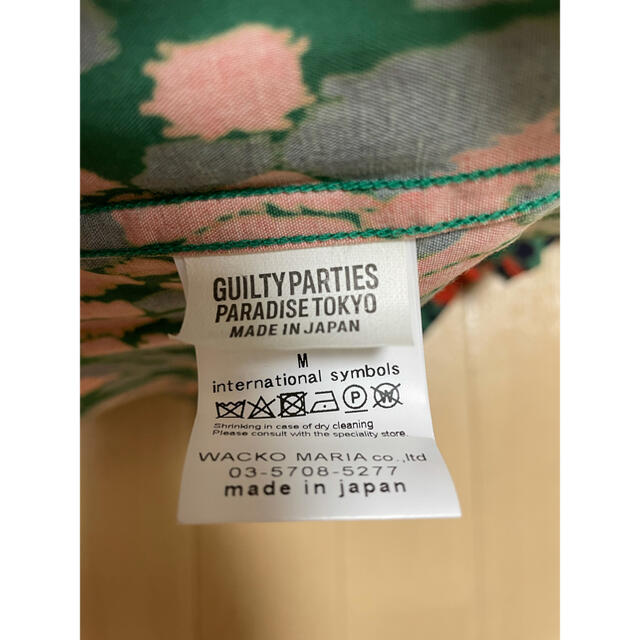 GUILTY PARTIES
PARADISE TOKYO
MADE IN JAPAN
M
international symbols
P W
Shrinking in case of dry cleaning
Please consult with the speciality store.
WACKO MARIA co.,ltd
03-5708-5277
made in japan